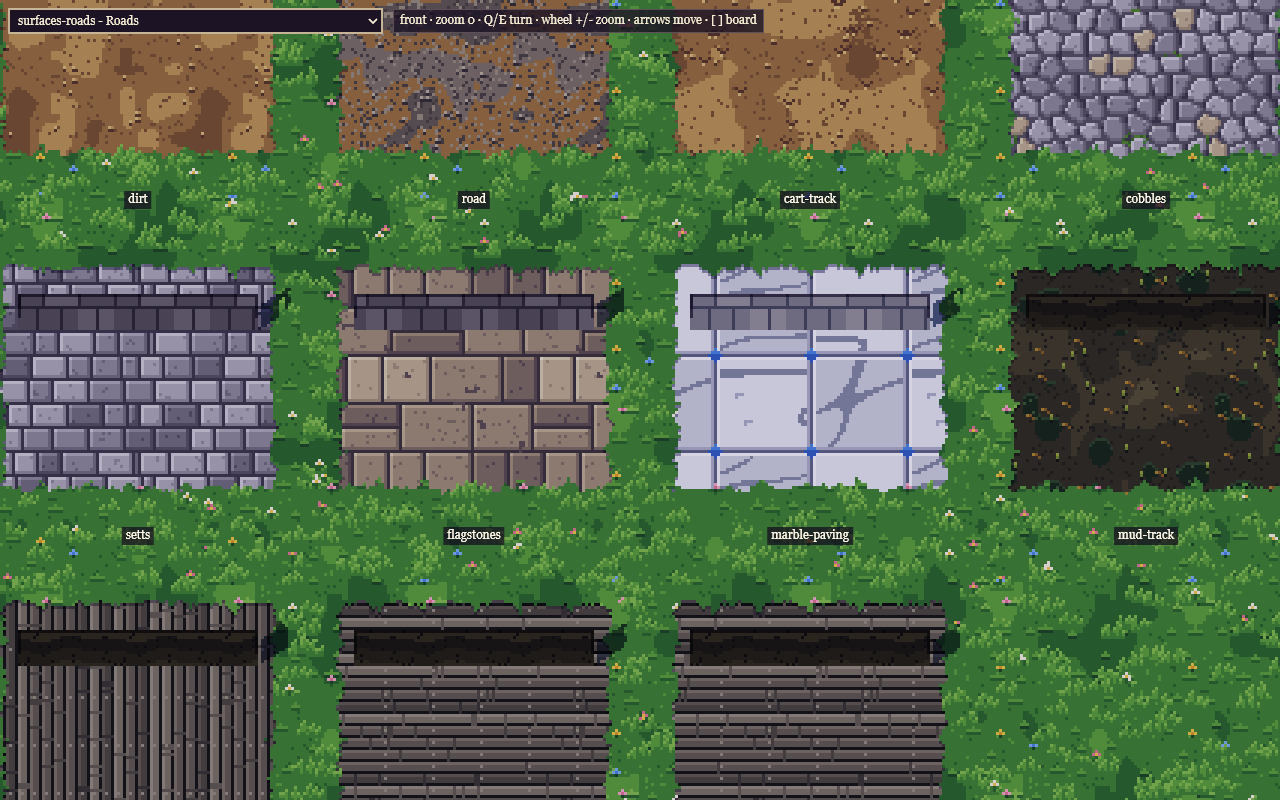 surfaces-roads - Roads
front · zoom 0 · Q/E turn · wheel +/- zoom · arrows move · [ ] board
dirt
road
cart-track
cobbles
setts
flagstones
marble-paving
mud-track